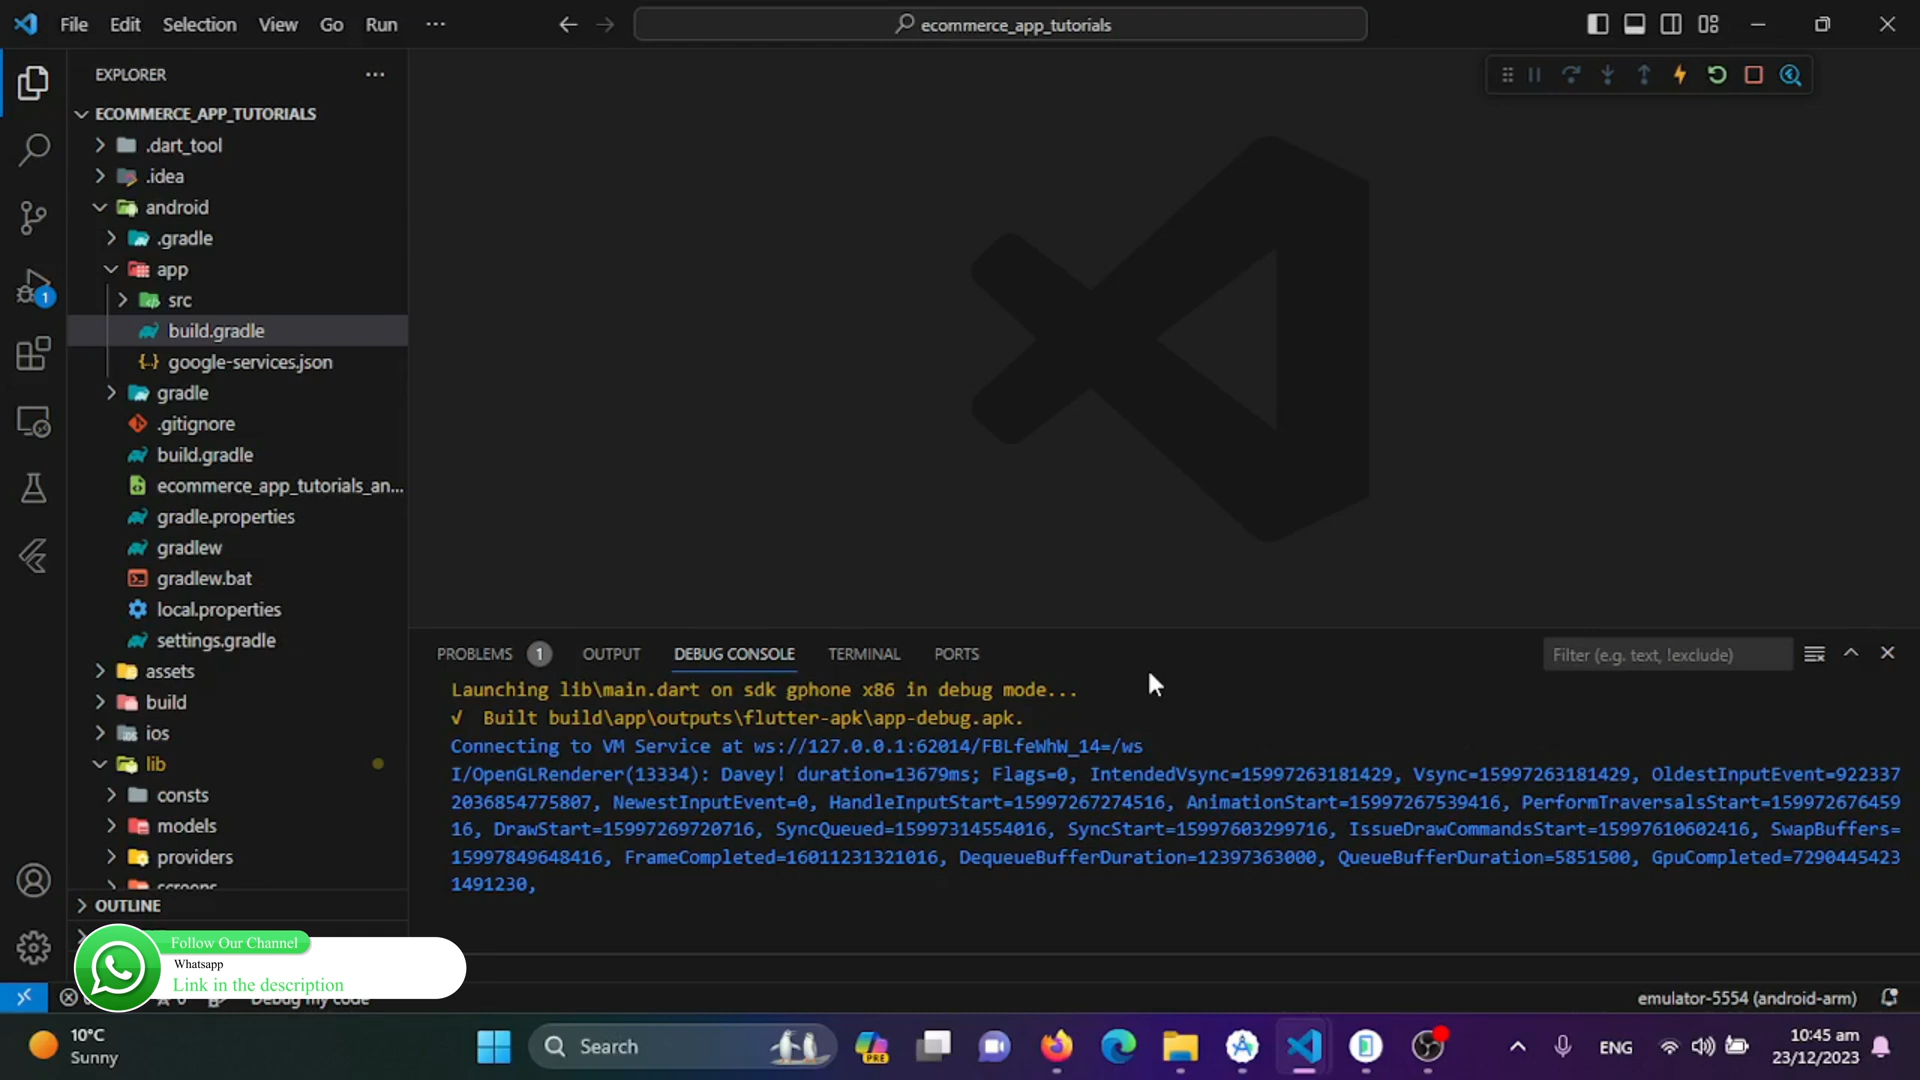 File Edit Selection View Go Run ...
ecommerce_app_tutorials
EXPLORER
ECOMMERCE_APP_TUTORIALS
.dart_tool
.idea
android
.gradle
app
src
build.gradle
google-services.json
gradle
.gitignore
build.gradle
ecommerce_app_tutorials_an...
gradle.properties
gradlew
gradlew.bat
local.properties
settings.gradle
assets
build
ios
lib
consts
models
providers
OUTLINE
1
PROBLEMS 1 OUTPUT DEBUG CONSOLE TERMINAL PORTS
Filter (e.g. text, !exclude)
Launching lib\main.dart on sdk gphone x86 in debug mode...
√ Built build\app\outputs\flutter-apk\app-debug.apk.
Connecting to VM Service at ws://127.0.0.1:62014/FBLfeWhW_14=/ws
I/OpenGLRenderer(13334): Davey! duration=13679ms; Flags=0, IntendedVsync=15997263181429, Vsync=15997263181429, OldestInputEvent=922337
2036854775807, NewestInputEvent=0, HandleInputStart=15997267274516, AnimationStart=15997267539416, PerformTraversalsStart=159972676459
16, DrawStart=15997269720716, SyncQueued=15997314554016, SyncStart=15997603299716, IssueDrawCommandsStart=15997610602416, SwapBuffers=
15997849648416, FrameCompleted=16011231321016, DequeueBufferDuration=12397363000, QueueBufferDuration=5851500, GpuCompleted=7290445423
1491230,
Follow Our Channel
Whatsapp
Link in the description
Debug my code
emulator-5554 (android-arm)
10°C
Sunny
Search
PRE
ENG
10:45 am
23/12/2023